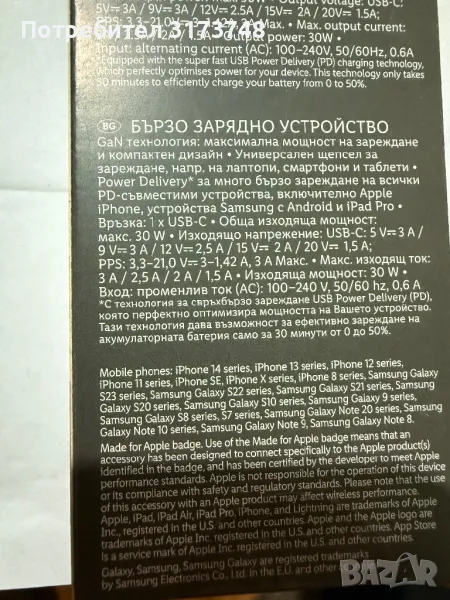 Output voltage: USB-C:
5V⎓3A / 9V⎓3A / 12V⎓2.5A / 15V⎓2A / 20V⎓1.5A;
PPS: 3.3-21.0V Max. output current:
Потребител 3173748
power: 30W •
Input: alternating current (AC): 100–240V, 50/60Hz, 0.6A
*Equipped with the super fast USB Power Delivery (PD) charging technology,
which perfectly optimises power for your device. This technology only takes
30 minutes to efficiently charge your battery from 0 to 50%.
BG БЪРЗО ЗАРЯДНО УСТРОЙСТВО
GaN технология: максимална мощност на зареждане
и компактен дизайн • Универсален щепсел за
зареждане, напр. на лаптопи, смартфони и таблети •
Power Delivery* за много бързо зареждане на всички
PD-съвместими устройства, включително Apple
iPhone, устройства Samsung с Android и iPad Pro •
Връзка: 1 x USB-C • Обща изходяща мощност:
макс. 30 W • Изходящо напрежение: USB-C: 5 V⎓3 A /
9 V⎓3 A / 12 V⎓2,5 A / 15 V⎓ 2 A / 20 V⎓ 1,5 A;
PPS: 3,3–21,0 V⎓3–1,42 A, 3 A Макс. • Макс. изходящ ток:
3 A / 2,5 A / 2 A / 1,5 A • Изходяща мощност: 30 W •
Вход: променлив ток (AC): 100–240 V, 50/60 hz, 0,6 A
*С технология за свръхбързо зареждане USB Power Delivery (PD),
която перфектно оптимизира мощността на Вашето устройство.
Тази технология дава възможност за ефективно зареждане на
акумулаторната батерия само за 30 минути от 0 до 50%.
Mobile phones: iPhone 14 series, iPhone 13 series, iPhone 12 series,
iPhone 11 series, iPhone SE, iPhone X series, iPhone 8 series, Samsung Galaxy
S23 series, Samsung Galaxy S22 series, Samsung Galaxy S21 series, Samsung
Galaxy S20 series, Samsung Galaxy S10 series, Samsung Galaxy 9 series,
Samsung Galaxy S8 series, S7 series, Samsung Galaxy Note 20 series, Samsung
Galaxy Note 10 series, Samsung Galaxy Note 9, Samsung Galaxy Note 8.
Made for Apple badge. Use of the Made for Apple badge means that an
accessory has been designed to connect specifically to the Apple product(s)
identified in the badge, and has been certified by the developer to meet Apple
performance standards. Apple is not responsible for the operation of this device
or its compliance with safety and regulatory standards. Please note that the use
of this accessory with an Apple product may affect wireless performance.
Apple, iPad, iPad Air, iPad Pro, iPhone, and Lightning are trademarks of Apple
Inc., registered in the U.S. and other countries. Apple and the Apple logo are
trademarks of Apple Inc., registered in the U.S. and other countries. App Store
is a service mark of Apple Inc., registered in the U.S. and other countries.
Galaxy, Samsung, Samsung Galaxy, are registered trademarks
by Samsung Electronics Co., Ltd. in the E.U. and other
BAZAR